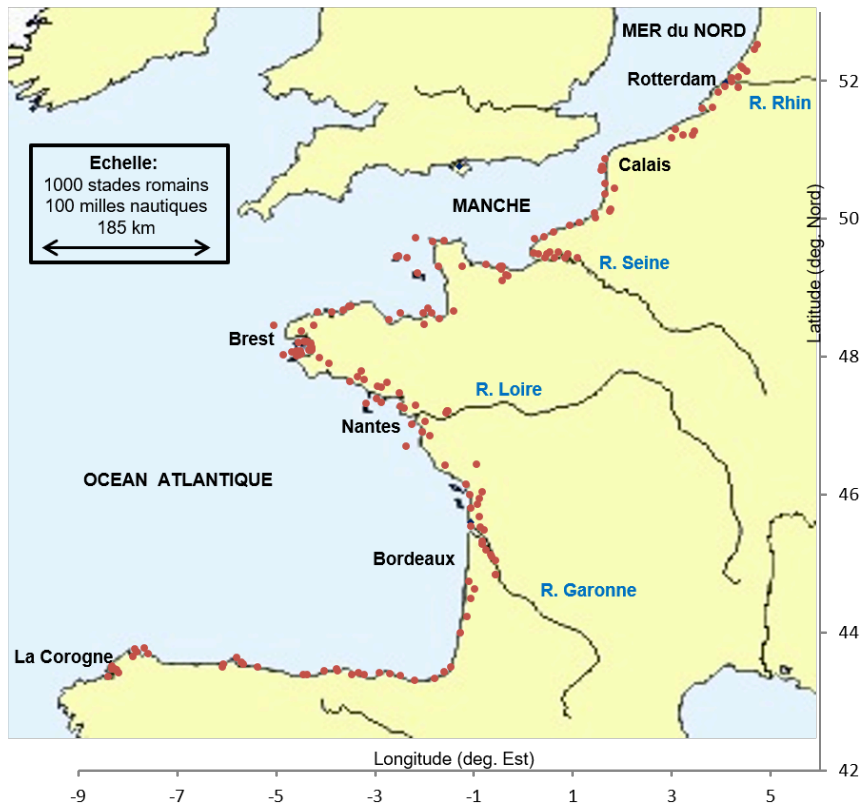 MER du NORD
Rotterdam
52
R. Rhin
Echelle:
1000 stades romains
100 milles nautiques
185 km
Calais
MANCHE
50
R. Seine
Latitude (deg. Nord)
Brest
48
R. Loire
Nantes
OCEAN ATLANTIQUE
46
Bordeaux
R. Garonne
44
La Corogne
Longitude (deg. Est)
42
-9 -7 -5 -3 -1 1 3 5